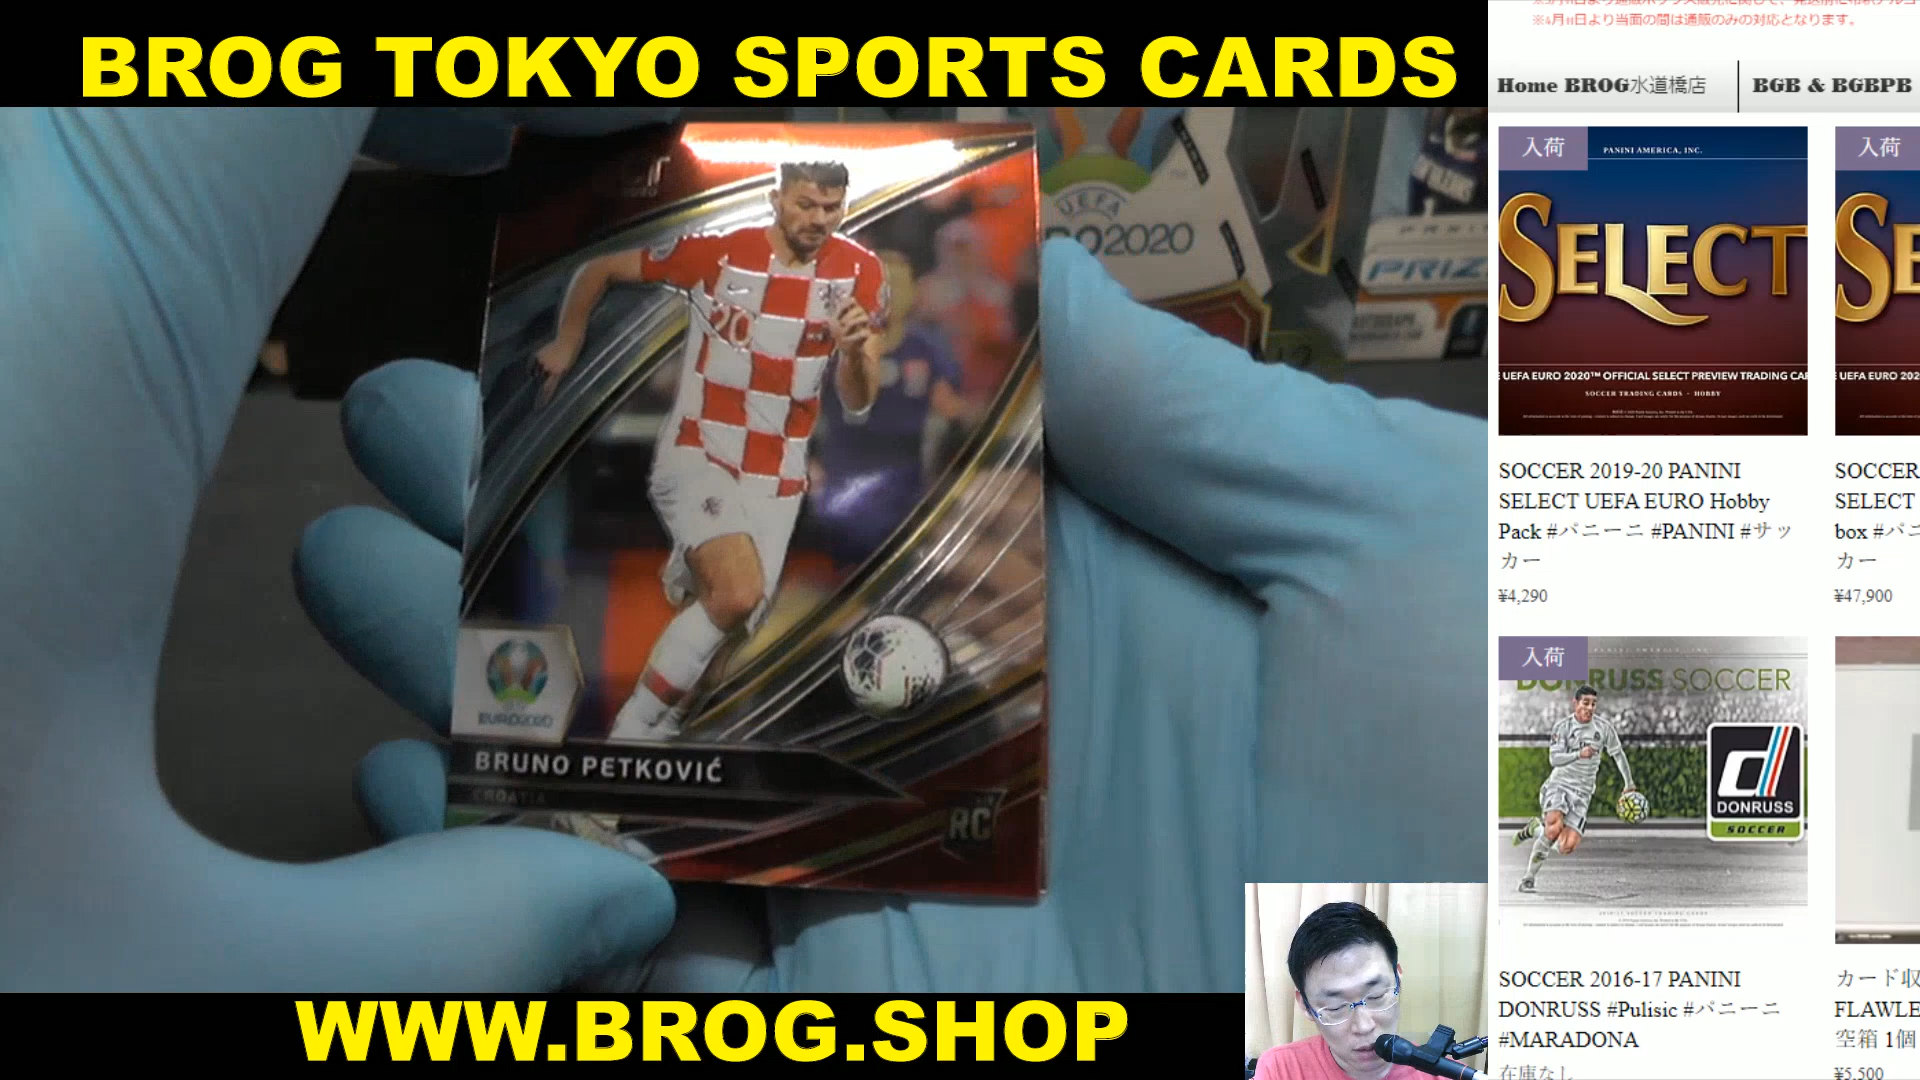 BROG TOKYO SPORTS CARDS
※4月11日より当面の間は通販のみの対応となります。
Home BROG水道橋店
BGB & BGBPB
入荷
PANINI AMERICA, INC.
SELECT
UEFA EURO 2020™ OFFICIAL SELECT PREVIEW TRADING CAR
SOCCER TRADING CARDS - HOBBY
入荷
SE
UEFA EURO 202
SOCCER 2019-20 PANINI
SELECT UEFA EURO Hobby
Pack #パニーニ #PANINI #サッ
カー
¥4,290
SOCCER
SELECT
box #パニ
カー
¥47,900
入荷
DONRUSS SOCCER
DONRUSS
SOCCER
SOCCER 2016-17 PANINI
DONRUSS #Pulisic #パニーニ
#MARADONA
在庫なし
カード収
FLAWLE
空箱 1個
¥5,500
UEFA
O2020
PRIZ
20
EURO2020
BRUNO PETKOVIĆ
CROATIA
RC
WWW.BROG.SHOP